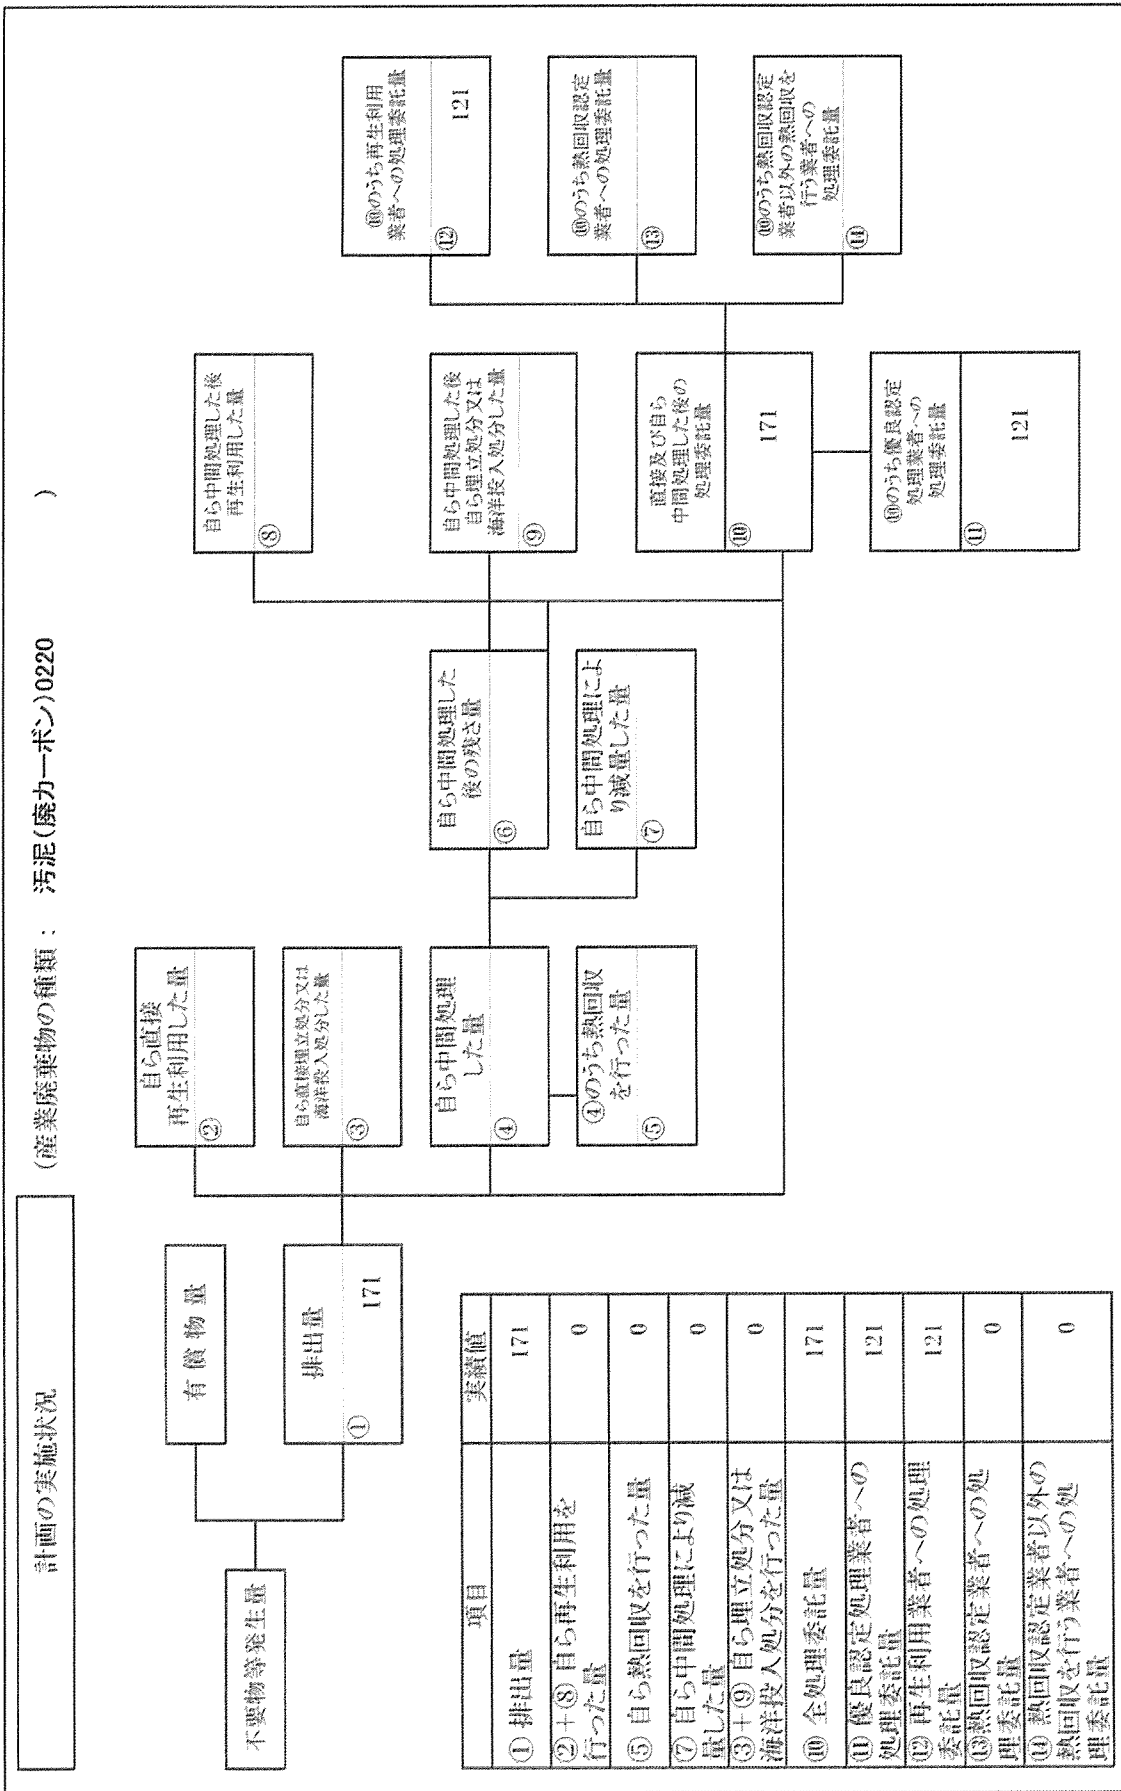 計画の実施状況
(産業廃棄物の種類： 汚泥(廃カーボン)0220 )
不要物等発生量
有 償 物 量
排出量
①
171
自ら直接
再生利用した量
②
自ら直接埋立処分又は
海洋投入処分した量
③
自ら中間処理
した量
④
④のうち熱回収
を行った量
⑤
自ら中間処理した
後の残さ量
⑥
自ら中間処理によ
り減量した量
⑦
自ら中間処理した後
再生利用した量
⑧
自ら中間処理した後
自ら埋立処分又は
海洋投入処分した量
⑨
直接及び自ら
中間処理した後の
処理委託量
⑩
171
⑩のうち優良認定
処理業者への
処理委託量
⑪
121
⑩のうち再生利用
業者への処理委託量
⑫
121
⑩のうち熱回収認定
業者への処理委託量
⑬
⑩のうち熱回収認定
業者以外の熱回収を
行う業者への
処理委託量
⑭
項目 実績値
① 排出量 171
②＋⑧ 自ら再生利用を
行った量 0
⑤ 自ら熱回収を行った量 0
⑦ 自ら中間処理により減
量した量 0
③＋⑨ 自ら埋立処分又は
海洋投入処分を行った量 0
⑩ 全処理委託量 171
⑪ 優良認定処理業者への
処理委託量 121
⑫ 再生利用業者への処理
委託量 121
⑬ 熱回収認定業者への処
理委託量 0
⑭ 熱回収認定業者以外の
熱回収を行う業者への処
理委託量 0